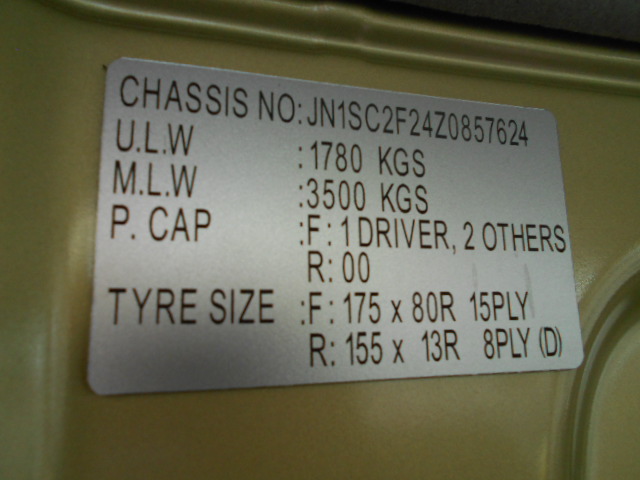 CHASSIS NO: JN1SC2F24Z0857624
U.L.W : 1780 KGS
M.L.W : 3500 KGS
P. CAP : F : 1 DRIVER, 2 OTHERS
R: 00
TYRE SIZE : F : 175 x 80R 15PLY
R: 155 x 13R 8PLY (D)